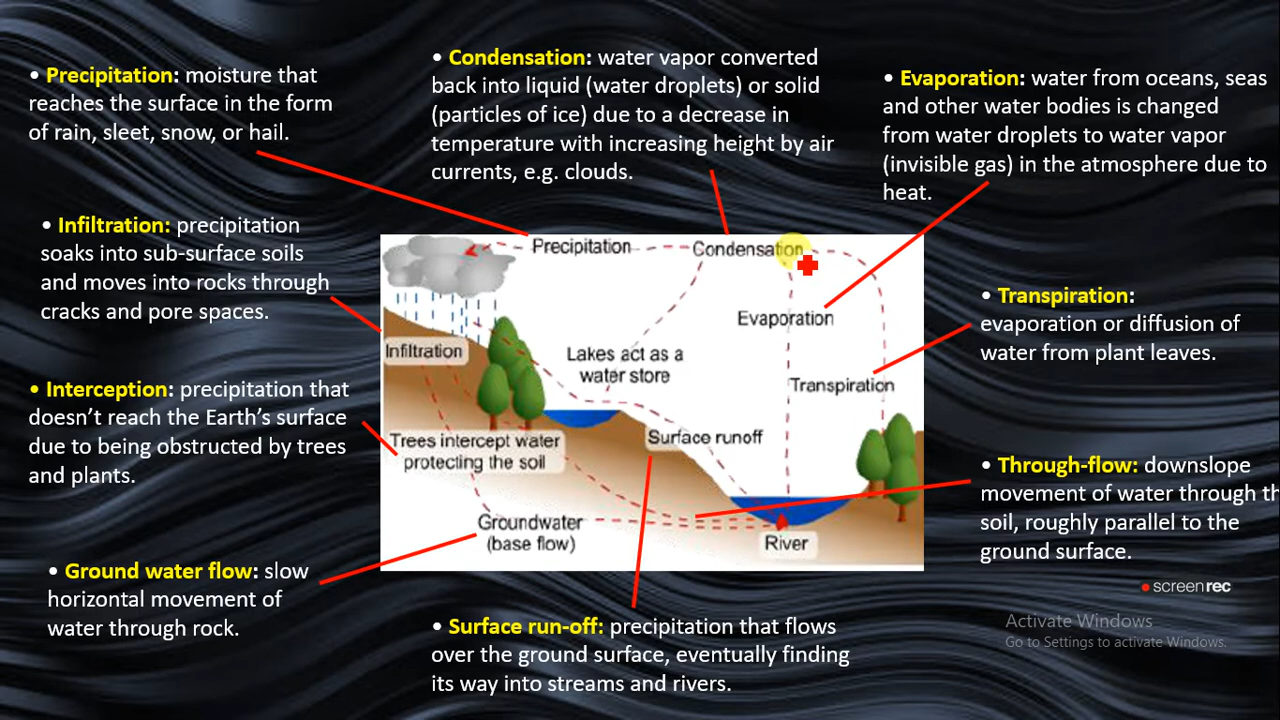 • Precipitation: moisture that
reaches the surface in the form
of rain, sleet, snow, or hail.
• Condensation: water vapor converted
back into liquid (water droplets) or solid
(particles of ice) due to a decrease in
temperature with increasing height by air
currents, e.g. clouds.
• Evaporation: water from oceans, seas
and other water bodies is changed
from water droplets to water vapor
(invisible gas) in the atmosphere due to
heat.
• Infiltration: precipitation
soaks into sub-surface soils
and moves into rocks through
cracks and pore spaces.
• Interception: precipitation that
doesn't reach the Earth's surface
due to being obstructed by trees
and plants.
• Ground water flow: slow
horizontal movement of
water through rock.
Precipitation
Condensation
Evaporation
Infiltration
Lakes act as a
water store
Transpiration
Trees intercept water
protecting the soil
Surface runoff
Groundwater
(base flow)
River
• Transpiration:
evaporation or diffusion of
water from plant leaves.
• Through-flow: downslope
movement of water through th
soil, roughly parallel to the
ground surface.
• Surface run-off: precipitation that flows
over the ground surface, eventually finding
its way into streams and rivers.
screenrec
Activate Windows
Go to Settings to activate Windows.